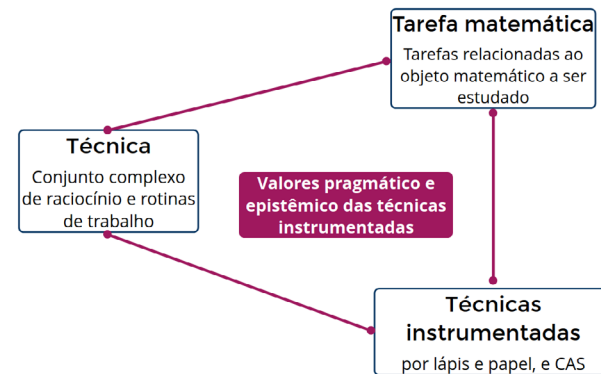 Tarefa matemática
Tarefas relacionadas ao
objeto matemático a ser
estudado
Técnica
Conjunto complexo
de raciocínio e rotinas
de trabalho
Valores pragmático e
epistêmico das técnicas
instrumentadas
Técnicas
instrumentadas
por lápis e papel, e CAS